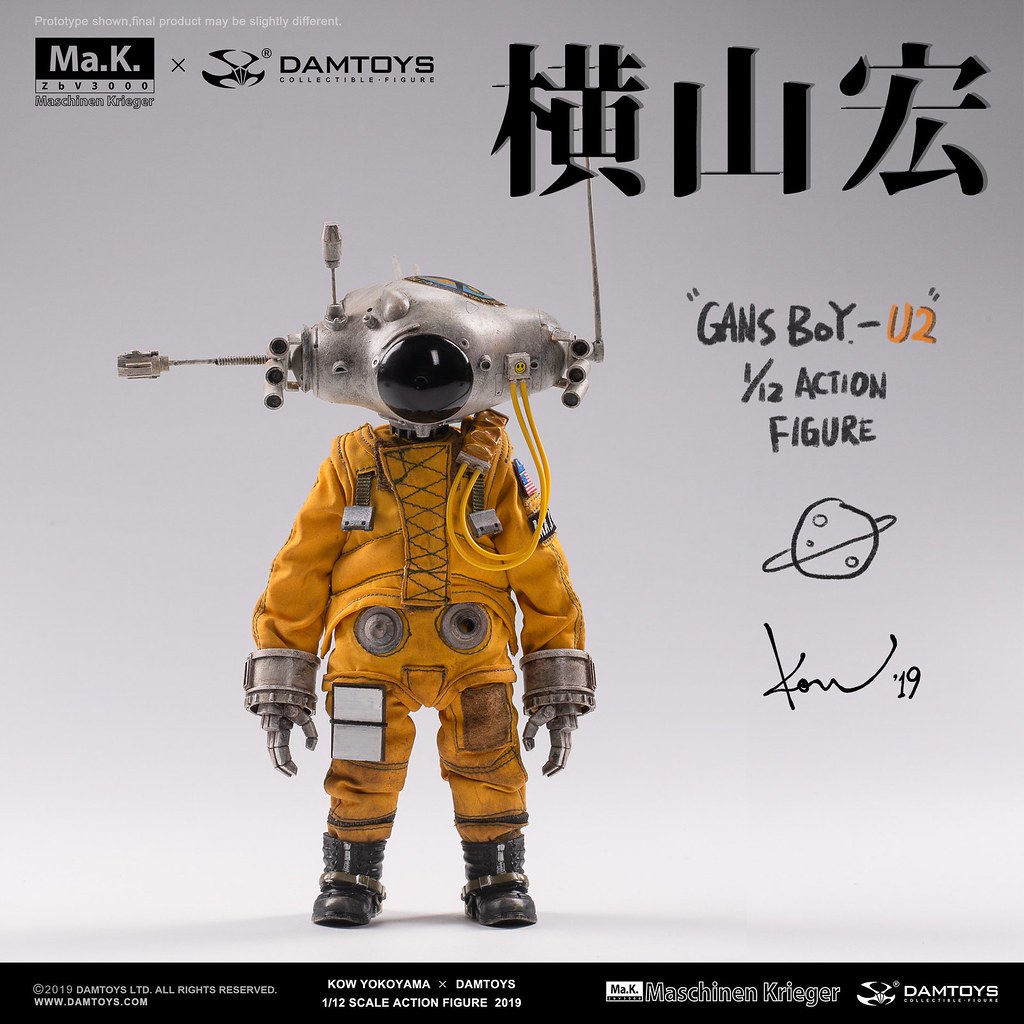 Prototype shown,final product may be slightly different.
Ma.K.
ZbV3000
Maschinen Krieger
×
DAMTOYS®
COLLECTIBLE·FIGURE
横山宏
"GANS BOY-U2"
1/12 ACTION
FIGURE
Kow '19
©2019 DAMTOYS LTD. ALL RIGHTS RESERVED.
WWW.DAMTOYS.COM
KOW YOKOYAMA × DAMTOYS
1/12 SCALE ACTION FIGURE 2019
Ma.K.
ZbV3000
Maschinen Krieger
DAMTOYS
COLLECTIBLE·FIGURE